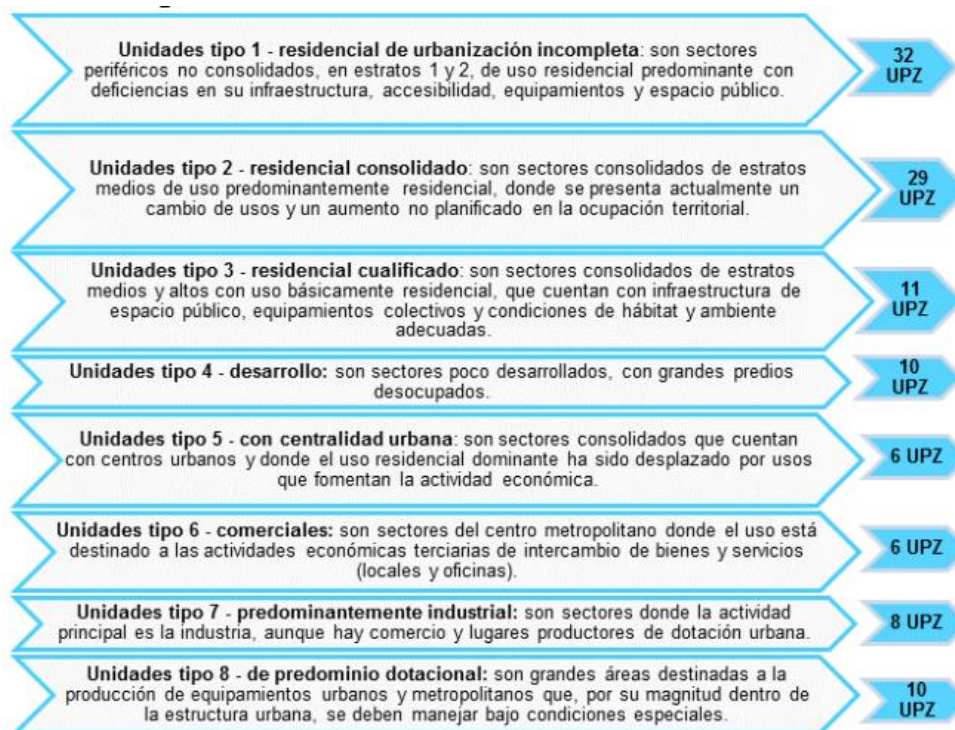 Unidades tipo 1 - residencial de urbanización incompleta: son sectores
periféricos no consolidados, en estratos 1 y 2, de uso residencial predominante con
deficiencias en su infraestructura, accesibilidad, equipamientos y espacio público.
32
UPZ
Unidades tipo 2 - residencial consolidado: son sectores consolidados de estratos
medios de uso predominantemente residencial, donde se presenta actualmente un
cambio de usos y un aumento no planificado en la ocupación territorial.
29
UPZ
Unidades tipo 3 - residencial cualificado: son sectores consolidados de estratos
medios y altos con uso básicamente residencial, que cuentan con infraestructura de
espacio público, equipamientos colectivos y condiciones de hábitat y ambiente
adecuadas.
11
UPZ
Unidades tipo 4 - desarrollo: son sectores poco desarrollados, con grandes predios
desocupados.
10
UPZ
Unidades tipo 5 - con centralidad urbana: son sectores consolidados que cuentan
con centros urbanos y donde el uso residencial dominante ha sido desplazado por usos
que fomentan la actividad económica.
6 UPZ
Unidades tipo 6 - comerciales: son sectores del centro metropolitano donde el uso está
destinado a las actividades económicas terciarias de intercambio de bienes y servicios
(locales y oficinas).
6 UPZ
Unidades tipo 7 - predominantemente industrial: son sectores donde la actividad
principal es la industria, aunque hay comercio y lugares productores de dotación urbana.
8 UPZ
Unidades tipo 8 - de predominio dotacional: son grandes áreas destinadas a la
producción de equipamientos urbanos y metropolitanos que, por su magnitud dentro de
la estructura urbana, se deben manejar bajo condiciones especiales.
10
UPZ